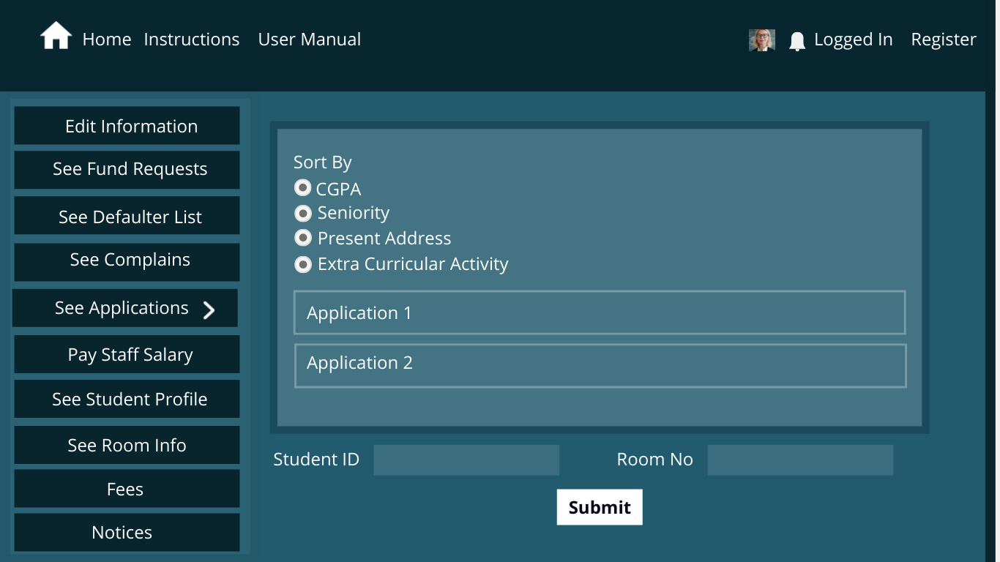 Home Instructions User Manual Logged In Register
Edit Information
See Fund Requests
See Defaulter List
See Complains
See Applications
Pay Staff Salary
See Student Profile
See Room Info
Fees
Notices
Sort By
CGPA
Seniority
Present Address
Extra Curricular Activity
Application 1
Application 2
Student ID Room No
Submit